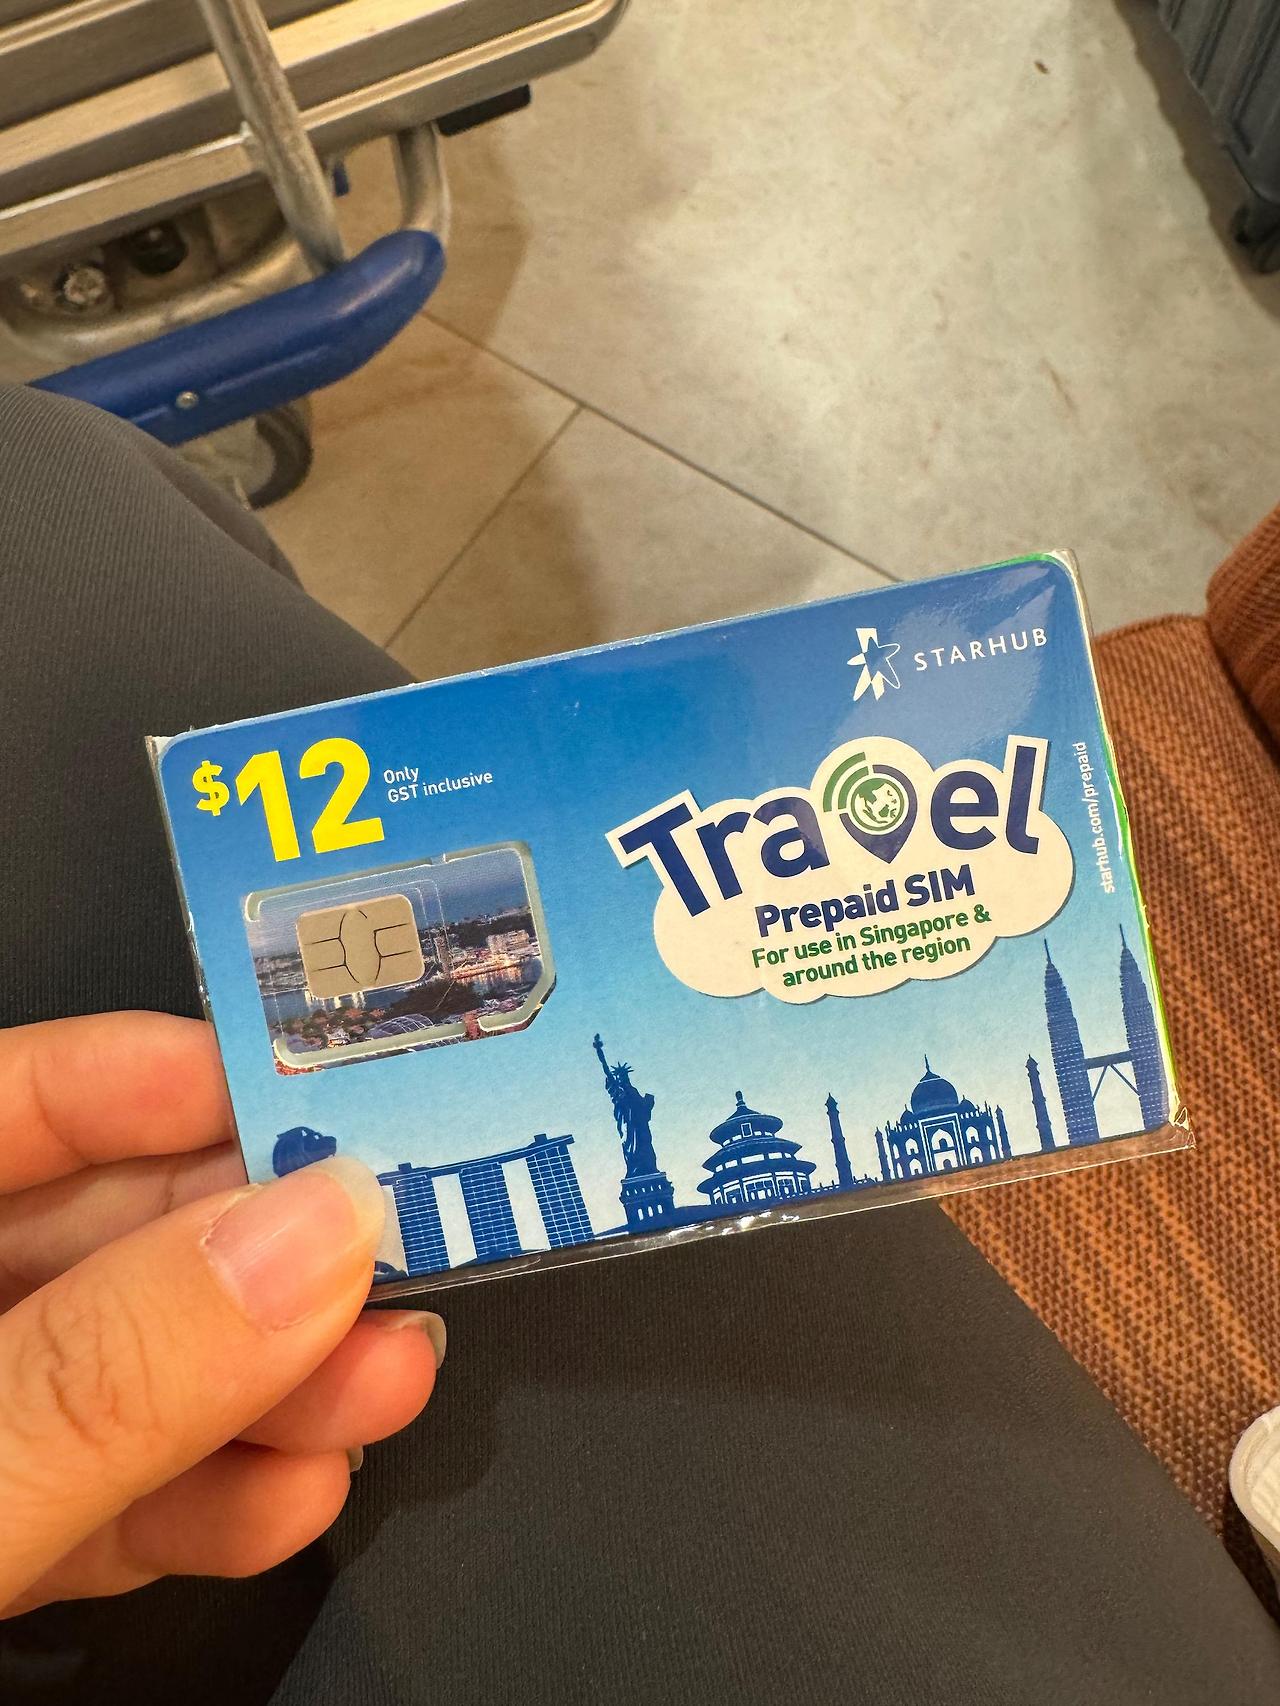 STARHUB
$12
Only
GST inclusive
Travel
Prepaid SIM
For use in Singapore &
around the region
starhub.com/prepaid